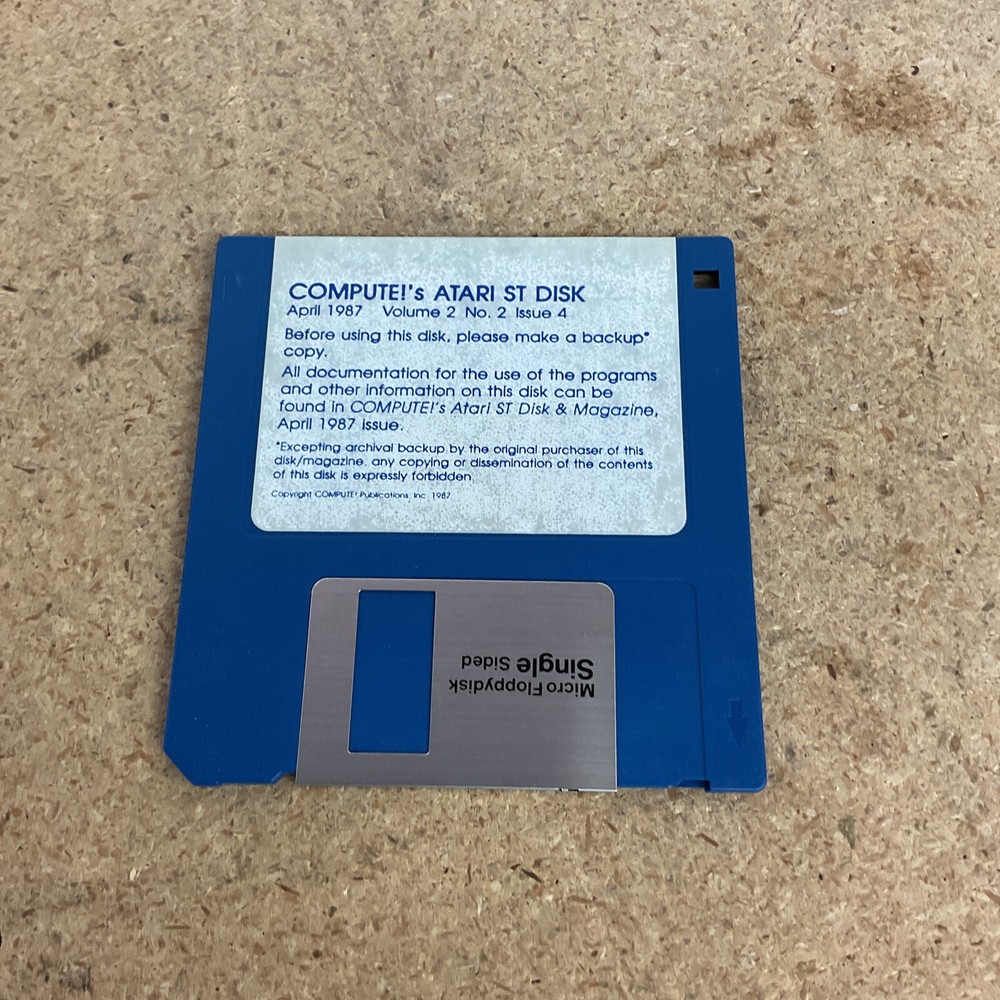 COMPUTE!'s ATARI ST DISK
April 1987 Volume 2 No. 2 Issue 4
Before using this disk, please make a backup*
copy.
All documentation for the use of the programs
and other information on this disk can be
found in COMPUTE!'s Atari ST Disk & Magazine,
April 1987 issue.
*Excepting archival backup by the original purchaser of this
disk/magazine, any copying or dissemination of the contents
of this disk is expressly forbidden.
Copyright COMPUTE! Publications, Inc. 1987
Micro Floppydisk
Single Sided